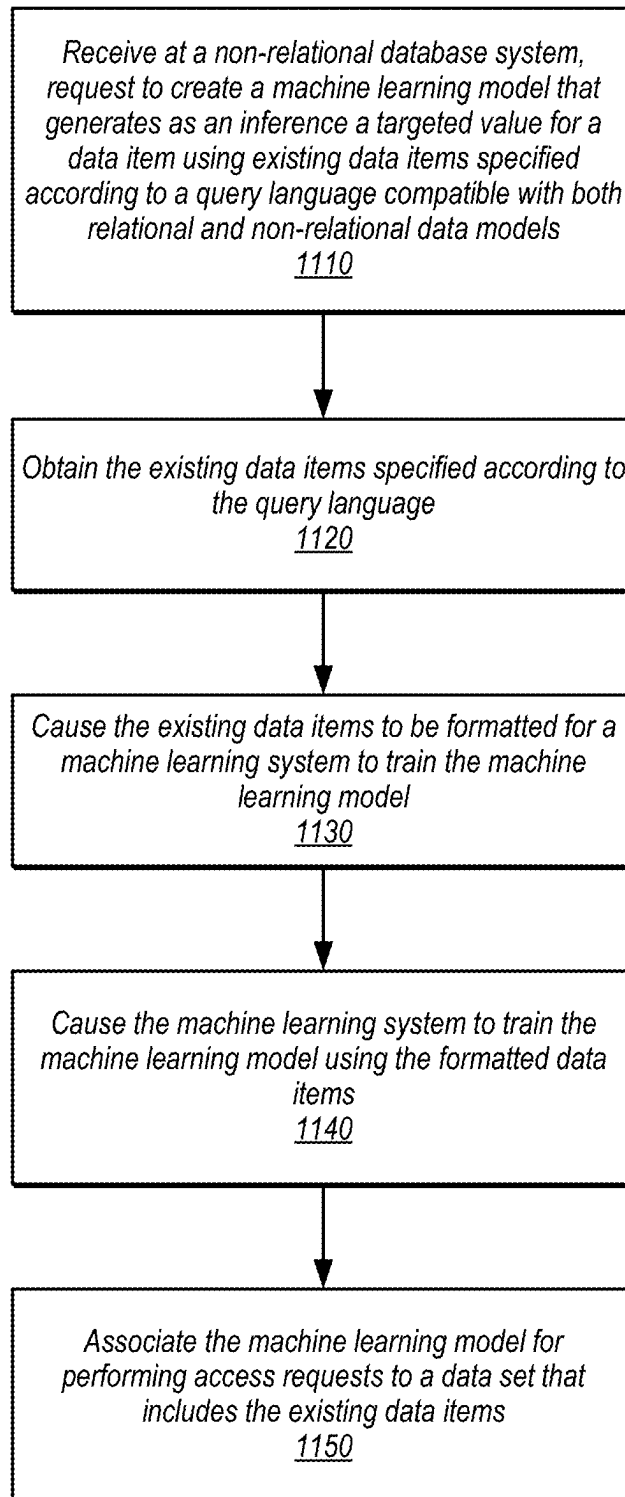 Receive at a non-relational database system,
request to create a machine learning model that
generates as an inference a targeted value for a
data item using existing data items specified
according to a query language compatible with both
relational and non-relational data models
1110
Obtain the existing data items specified according to
the query language
1120
Cause the existing data items to be formatted for a
machine learning system to train the machine
learning model
1130
Cause the machine learning system to train the
machine learning model using the formatted data
items
1140
Associate the machine learning model for
performing access requests to a data set that
includes the existing data items
1150